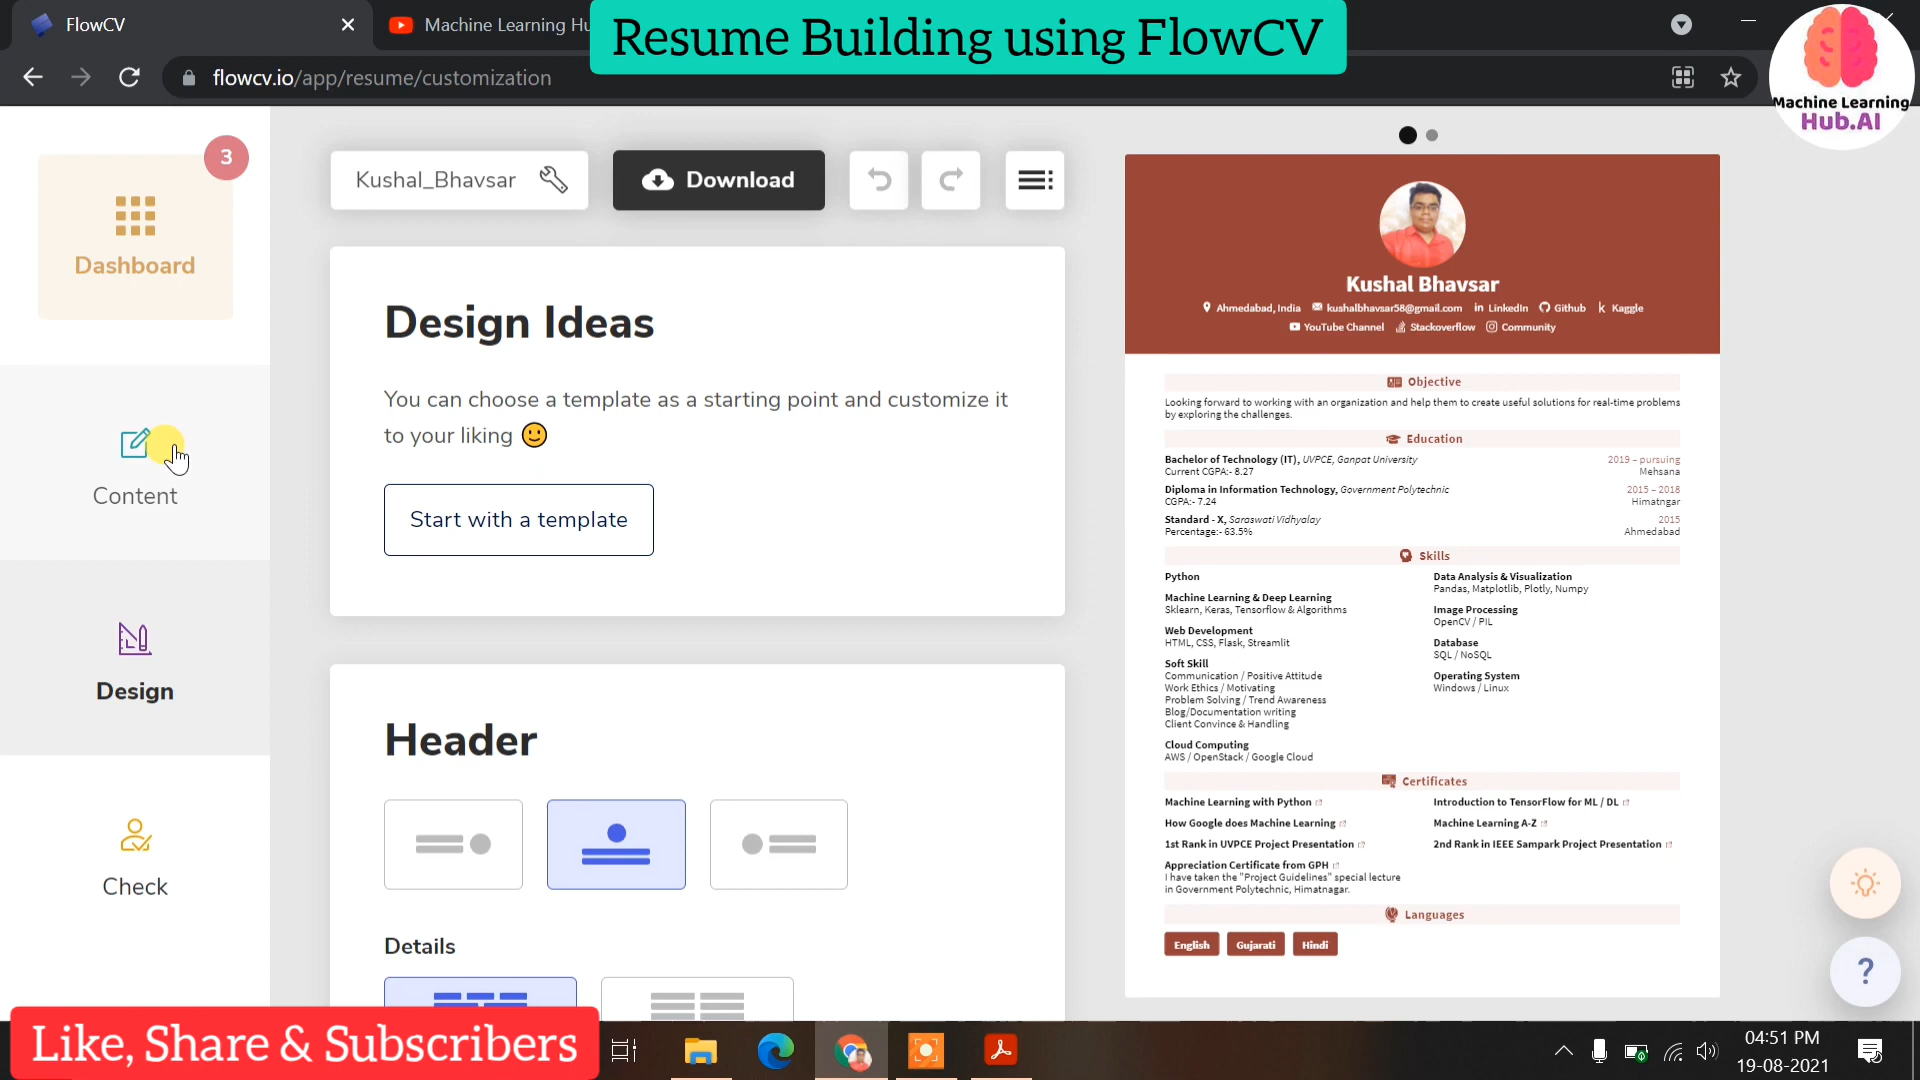 FlowCV
Machine Learning Hu
Resume Building using FlowCV
flowcv.io/app/resume/customization
Machine Learning
Hub.AI
3
Dashboard
Content
Design
Check
Kushal_Bhavsar
Download
Design Ideas
You can choose a template as a starting point and customize it
to your liking 🙂
Start with a template
Header
Details
Kushal Bhavsar
Ahmedabad, India kushalbhavsar58@gmail.com LinkedIn Github Kaggle
YouTube Channel Stackoverflow Community
Objective
Looking forward to working with an organization and help them to create useful solutions for real-time problems
by exploring the challenges.
Education
Bachelor of Technology (IT), UVPCE, Ganpat University 2019 – pursuing
Current CGPA:- 8.27 Mehsana
Diploma in Information Technology, Government Polytechnic 2015 – 2018
CGPA:- 7.24 Himatngar
Standard - X, Saraswati Vidhyalay 2015
Percentage:- 63.5% Ahmedabad
Skills
Python
Machine Learning & Deep Learning
Sklearn, Keras, Tensorflow & Algorithms
Web Development
HTML, CSS, Flask, Streamlit
Soft Skill
Communication / Positive Attitude
Work Ethics / Motivating
Problem Solving / Trend Awareness
Blog/Documentation writing
Client Convince & Handling
Cloud Computing
AWS / OpenStack / Google Cloud
Data Analysis & Visualization
Pandas, Matplotlib, Plotly, Numpy
Image Processing
OpenCV / PIL
Database
SQL / NoSQL
Operating System
Windows / Linux
Certificates
Machine Learning with Python
How Google does Machine Learning
1st Rank in UVPCE Project Presentation
Appreciation Certificate from GPH
I have taken the "Project Guidelines" special lecture
in Government Polytechnic, Himatnagar.
Introduction to TensorFlow for ML / DL
Machine Learning A-Z
2nd Rank in IEEE Sampark Project Presentation
Languages
English Gujarati Hindi
?
Like, Share & Subscribers
04:51 PM
19-08-2021